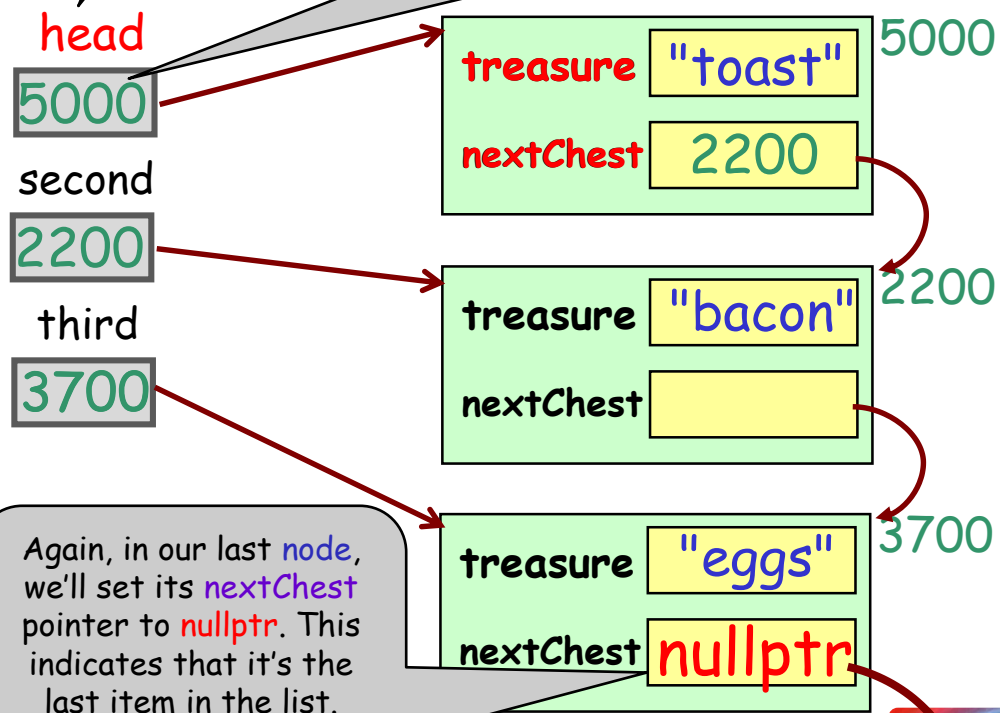 head
5000
second
2200
third
3700
treasure "toast"
nextChest 2200
5000
treasure "bacon"
nextChest
2200
treasure "eggs"
nextChest nullptr
3700
Again, in our last node,
we'll set its nextChest
pointer to nullptr. This
indicates that it's the
last item in the list.